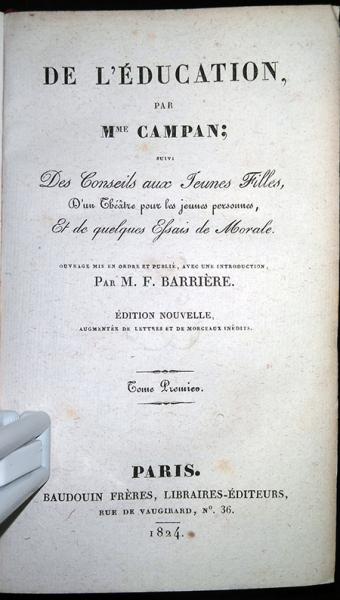 DE L'ÉDUCATION,
PAR
MME CAMPAN;
SUIVI
Des Conseils aux Jeunes Filles,
D'un Théâtre pour les jeunes personnes,
Et de quelques Essais de Morale.
OUVRAGE MIS EN ORDRE ET PUBLIÉ, AVEC UNE INTRODUCTION,
PAR M. F. BARRIÈRE.
ÉDITION NOUVELLE,
AUGMENTÉE DE LETTRES ET DE MORCEAUX INÉDITS.
Tome Premier.
PARIS.
BAUDOUIN FRÈRES, LIBRAIRES-ÉDITEURS,
RUE DE VAUGIRARD, N°. 36.
1824.